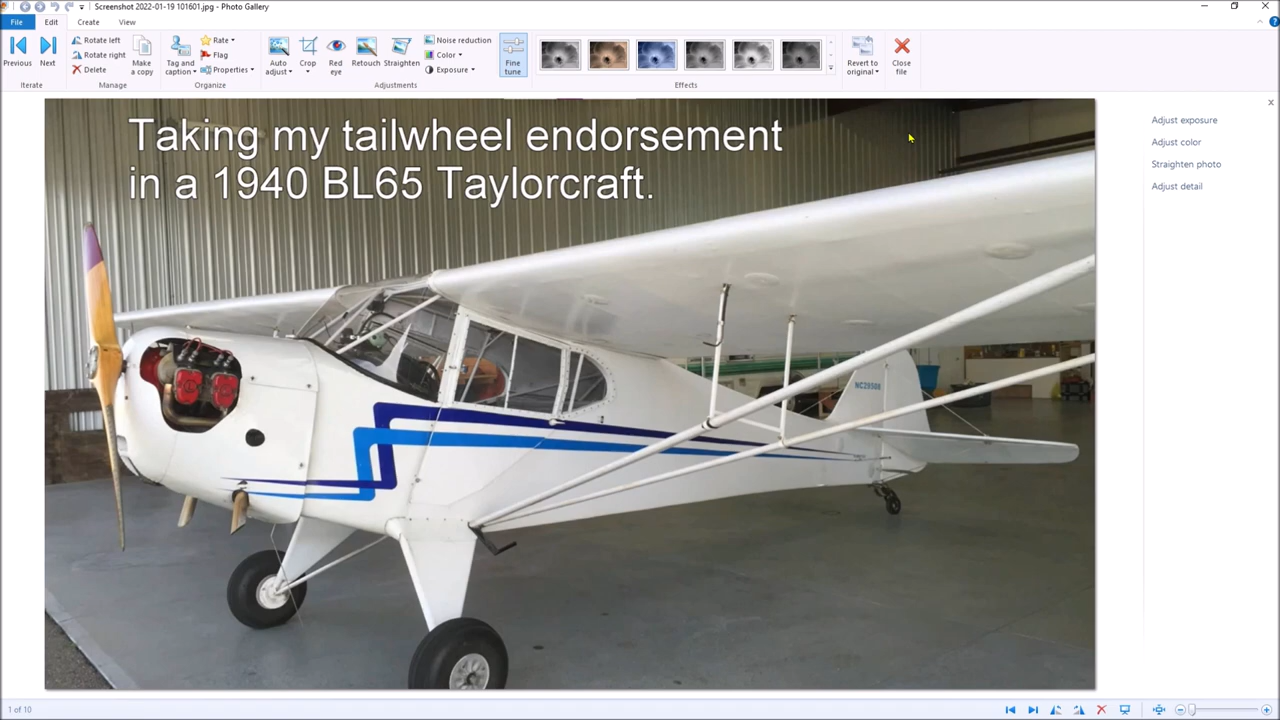 Screenshot 2022-01-19 101601.jpg - Photo Gallery
File Edit Create View
Previous
Next
Rotate left
Rotate right
Delete
Make a copy
Tag and caption
Rate
Flag
Properties
Auto adjust
Crop
Red eye
Retouch
Straighten
Noise reduction
Color
Exposure
Fine tune
Revert to original
Close file
Iterate Manage Organize Adjustments Effects
Taking my tailwheel endorsement
in a 1940 BL65 Taylorcraft.
Adjust exposure
Adjust color
Straighten photo
Adjust detail
1 of 10